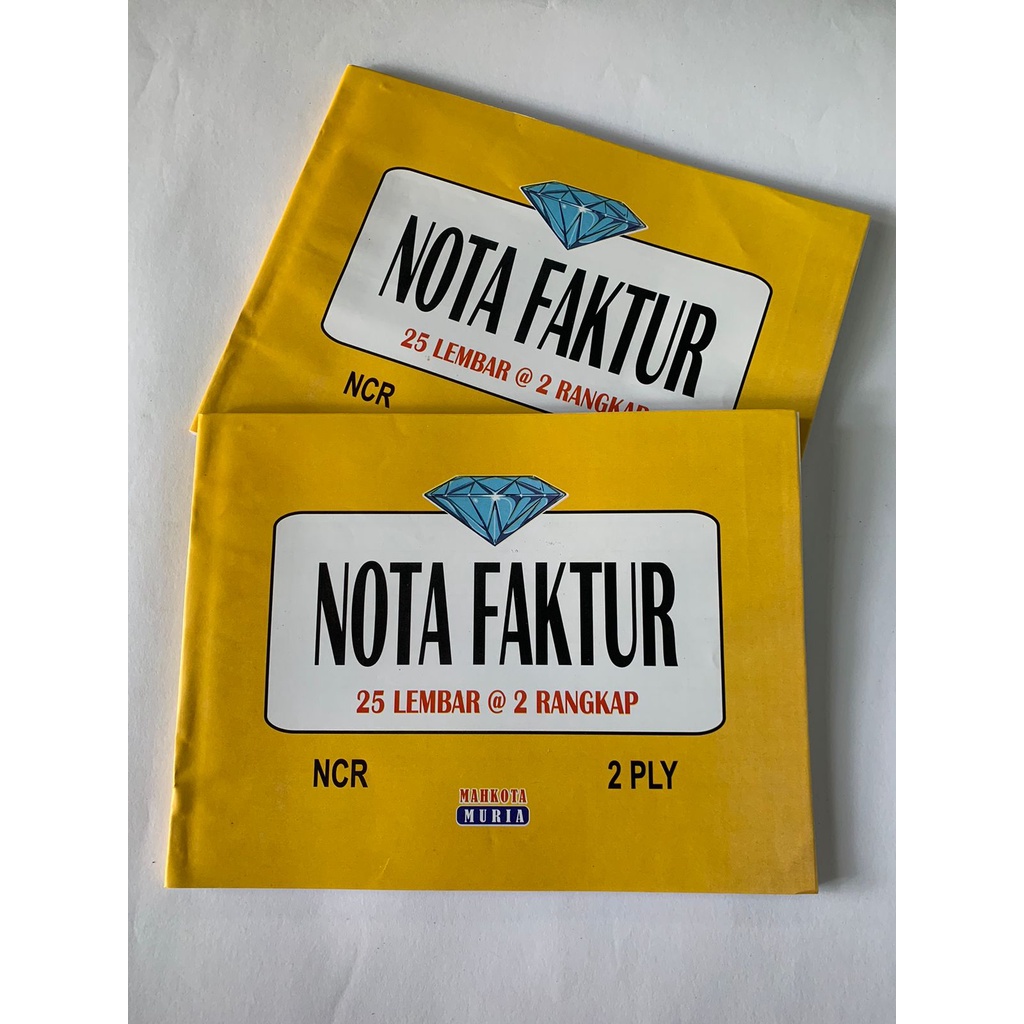 NOTA FAKTUR
25 LEMBAR @ 2 RANGKAP
NCR
NOTA FAKTUR
25 LEMBAR @ 2 RANGKAP
NCR 2 PLY
MAHKOTA
MURIA